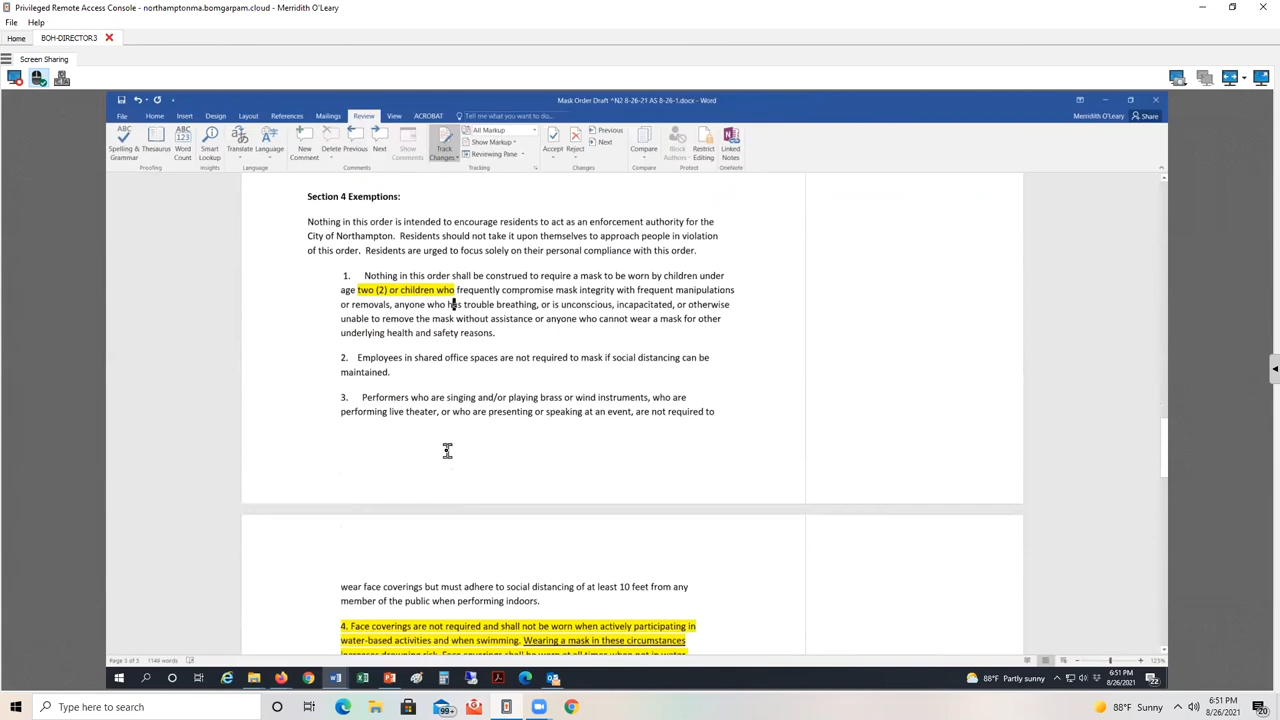 Privileged Remote Access Console - northamptonma.bomgarpam.cloud - Merridith O'Leary
File Help
Home BOH-DIRECTOR3
Screen Sharing
Mask Order Draft ^N2 8-26-21 AS 8-26-1.docx - Word
File Home Insert Design Layout References Mailings Review View ACROBAT Tell me what you want to do... Merridith O'Leary Share
Spelling & Grammar Thesaurus Word Count Smart Lookup Translate Language New Comment Delete Previous Next Show Comments Track Changes All Markup Show Markup Reviewing Pane Accept Reject Previous Next Compare Block Authors Restrict Editing Linked Notes
Proofing Insights Language Comments Tracking Changes Compare Protect OneNote
Section 4 Exemptions:
Nothing in this order is intended to encourage residents to act as an enforcement authority for the
City of Northampton. Residents should not take it upon themselves to approach people in violation
of this order. Residents are urged to focus solely on their personal compliance with this order.
1. Nothing in this order shall be construed to require a mask to be worn by children under
age two (2) or children who frequently compromise mask integrity with frequent manipulations
or removals, anyone who has trouble breathing, or is unconscious, incapacitated, or otherwise
unable to remove the mask without assistance or anyone who cannot wear a mask for other
underlying health and safety reasons.
2. Employees in shared office spaces are not required to mask if social distancing can be
maintained.
3. Performers who are singing and/or playing brass or wind instruments, who are
performing live theater, or who are presenting or speaking at an event, are not required to
wear face coverings but must adhere to social distancing of at least 10 feet from any
member of the public when performing indoors.
4. Face coverings are not required and shall not be worn when actively participating in
water-based activities and when swimming. Wearing a mask in these circumstances
increases drowning risk. Face coverings shall be worn at all times when not in water
Page 3 of 3 1149 words 123%
88°F Partly sunny 6:51 PM
8/26/2021 22
Type here to search 99+ 88°F Sunny 6:51 PM
8/26/2021 20